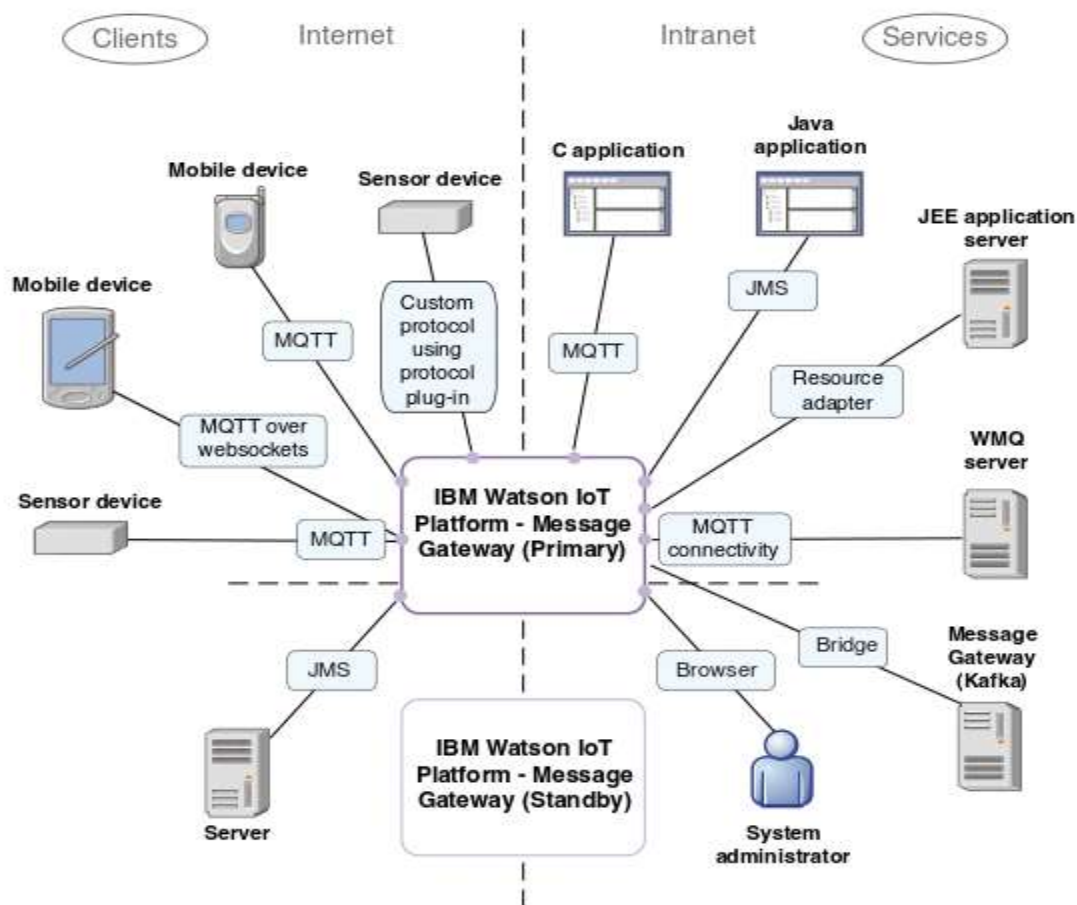 Clients
Internet
Intranet
Services
Mobile device
Sensor device
C application
Java
application
JEE application
server
Mobile device
MQTT
Custom
protocol
using
protocol
plug-in
MQTT
JMS
Resource
adapter
MQTT over
websockets
WMQ
server
Sensor device
MQTT
IBM Watson IoT
Platform - Message
Gateway (Primary)
MQTT
connectivity
JMS
Browser
Bridge
Message
Gateway
(Kafka)
IBM Watson IoT
Platform - Message
Gateway (Standby)
Server
System
administrator